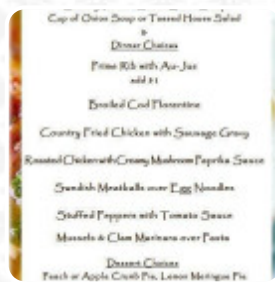 Cup of Onion Soup or Tossed House Salad
&
Dinner Choices
Prime Rib with Au-Jus
add $1
Broiled Cod Florentine
Country Fried Chicken with Sausage Gravy
Roasted Chicken with Creamy Mushroom Paprika Sauce
Swedish Meatballs over Egg Noodles
Stuffed Peppers with Tomato Sauce
Mussels & Clam Marinara over Pasta
Dessert Choices
Peach or Apple Crumb Pie, Lemon Meringue Pie